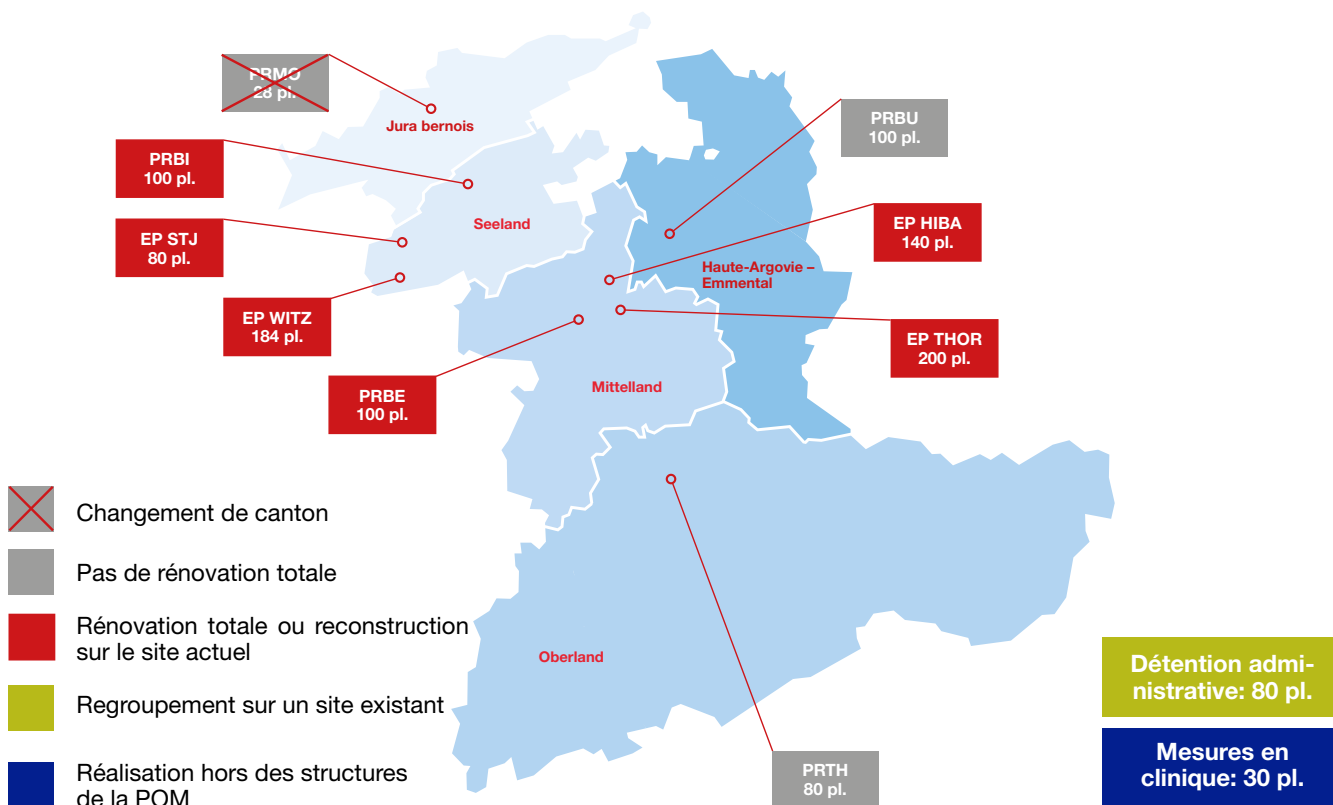 PRMO
28 pl.
Jura bernois
PRBI
100 pl.
PRBU
100 pl.
EP STJ
80 pl.
Seeland
EP HIBA
140 pl.
Haute-Argovie –
Emmental
EP WITZ
184 pl.
EP THOR
200 pl.
PRBE
100 pl.
Mittelland
Oberland
PRTH
80 pl.
Changement de canton
Pas de rénovation totale
Rénovation totale ou reconstruction
sur le site actuel
Regroupement sur un site existant
Réalisation hors des structures
de la POM
Détention admi-
nistrative: 80 pl.
Mesures en
clinique: 30 pl.